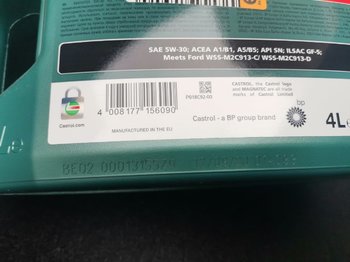 SAE 5W-30; ACEA A1/B1, A5/B5; API SN; ILSAC GF-5;
Meets Ford WSS-M2C913-C/ WSS-M2C913-D
CASTROL, the Castrol logo
and MAGNATEC are all trade
marks of Castrol Limited
4 008177 156090
MANUFACTURED IN THE EU
Castrol.com
Castrol - a BP group brand
bp
4L
BE02 0001315520